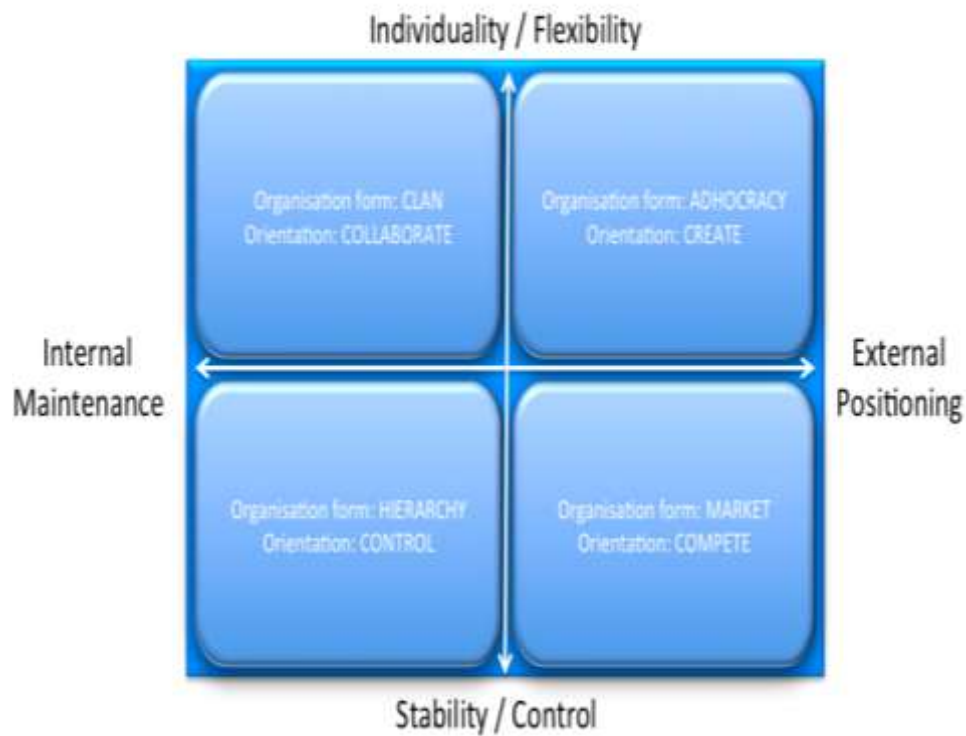 Individuality / Flexibility
Organisation form: CLAN
Orientation: COLLABORATE
Organisation form: ADHOCRACY
Orientation: CREATE
Internal
Maintenance
External
Positioning
Organisation form: HIERARCHY
Orientation: CONTROL
Organisation form: MARKET
Orientation: COMPETE
Stability / Control